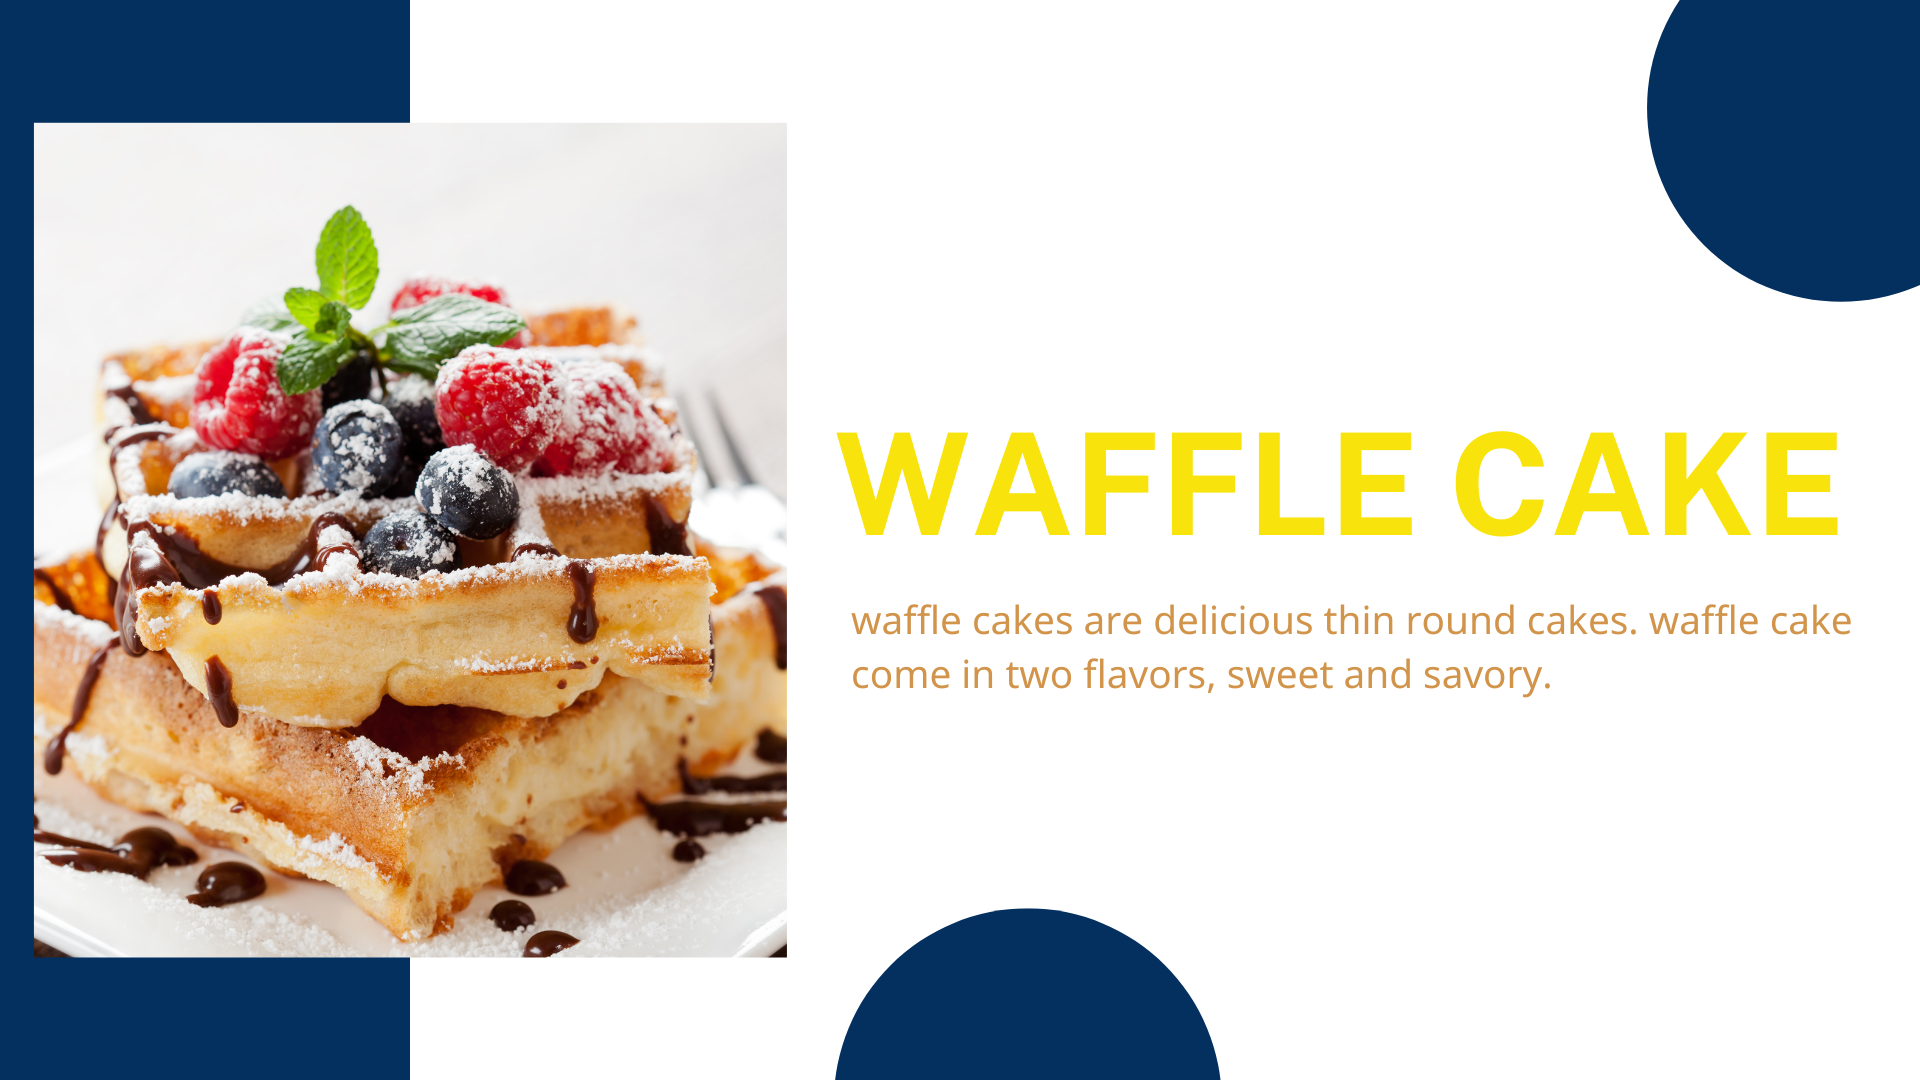 WAFFLE CAKE
waffle cakes are delicious thin round cakes. waffle cake
come in two flavors, sweet and savory.